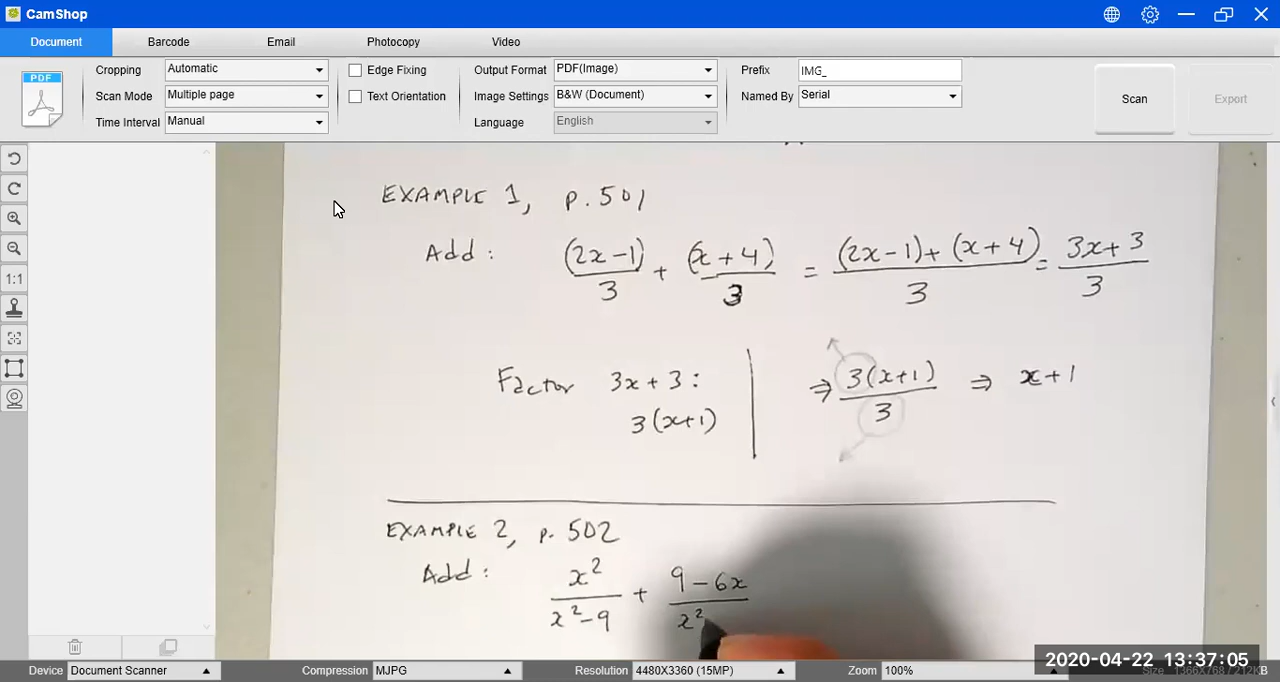 CamShop
Document Barcode Email Photocopy Video
PDF
Cropping Automatic
Scan Mode Multiple page
Time Interval Manual
Edge Fixing
Text Orientation
Output Format PDF(Image)
Image Settings B&W (Document)
Language English
Prefix IMG_
Named By Serial
Scan
Export
1:1
EXAMPLE 1, p. 501
Add: (2x-1)/3 + (x+4)/3 = (2x-1)+(x+4)/3 = 3x+3/3
Factor 3x+3: ⇒ 3(x+1)/3 ⇒ x+1
3(x+1)
EXAMPLE 2, p. 502
Add: x²/x²-9 + 9-6x/x²
Device Document Scanner Compression MJPG Resolution 4480X3360 (15MP) Zoom 100%
2020-04-22 13:37:05